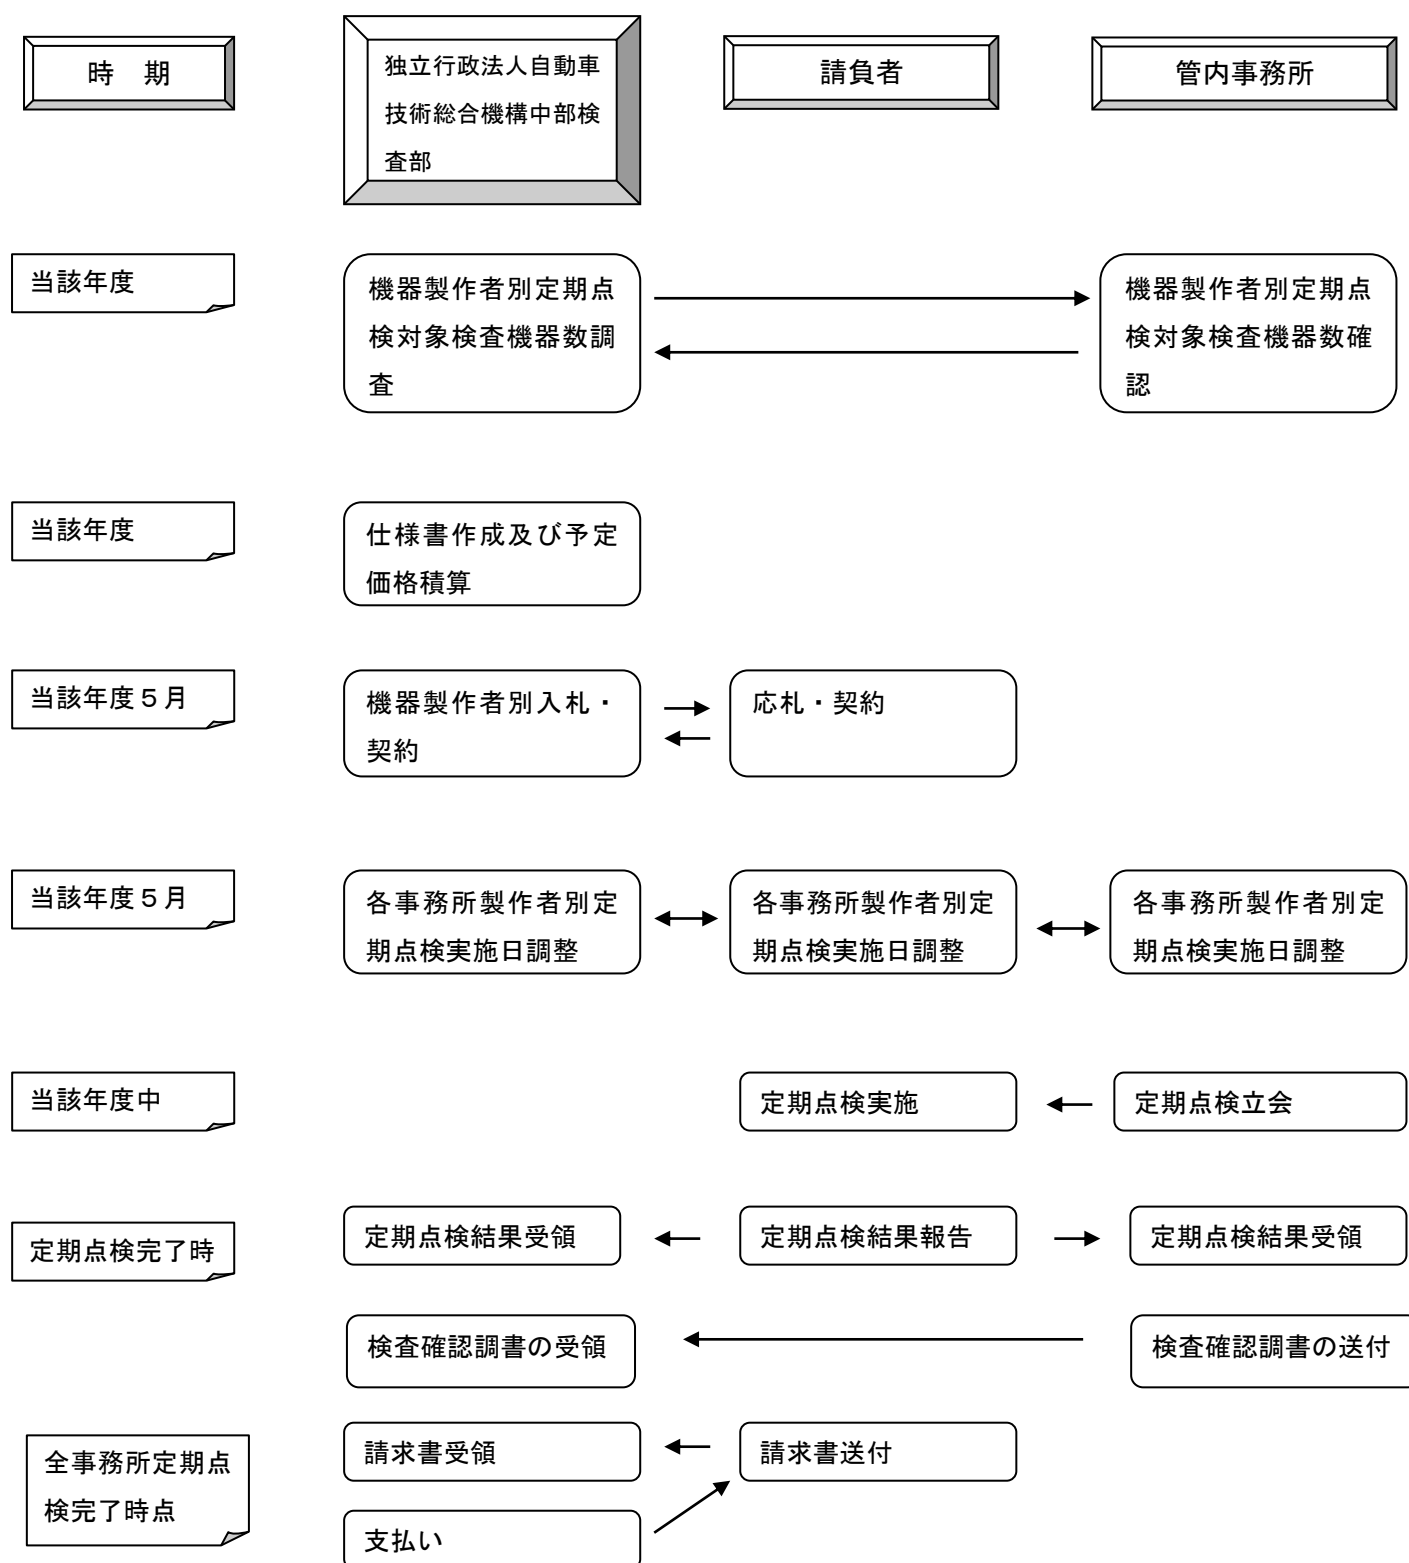 時　期
独立行政法人自動車
技術総合機構中部検
査部
請負者
管内事務所
当該年度
機器製作者別定期点
検対象検査機器数調
査
機器製作者別定期点
検対象検査機器数確
認
当該年度
仕様書作成及び予定
価格積算
当該年度５月
機器製作者別入札・
契約
応札・契約
当該年度５月
各事務所製作者別定
期点検実施日調整
各事務所製作者別定
期点検実施日調整
各事務所製作者別定
期点検実施日調整
当該年度中
定期点検実施
定期点検立会
定期点検完了時
定期点検結果受領
定期点検結果報告
定期点検結果受領
検査確認調書の受領
検査確認調書の送付
全事務所定期点
検完了時点
請求書受領
請求書送付
支払い